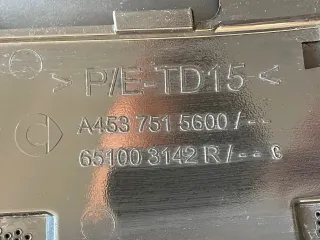 > P/E-TD15 <
A453 751 5600 / - -
65100 3142 R / - - C